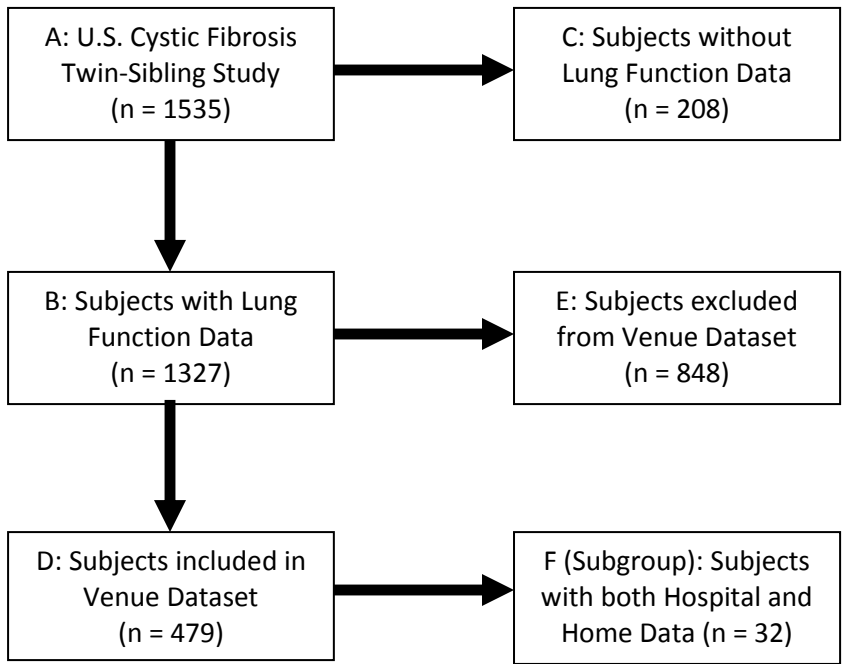 A: U.S. Cystic Fibrosis
Twin-Sibling Study
(n = 1535)
C: Subjects without
Lung Function Data
(n = 208)
B: Subjects with Lung
Function Data
(n = 1327)
E: Subjects excluded
from Venue Dataset
(n = 848)
D: Subjects included in
Venue Dataset
(n = 479)
F (Subgroup): Subjects
with both Hospital and
Home Data (n = 32)